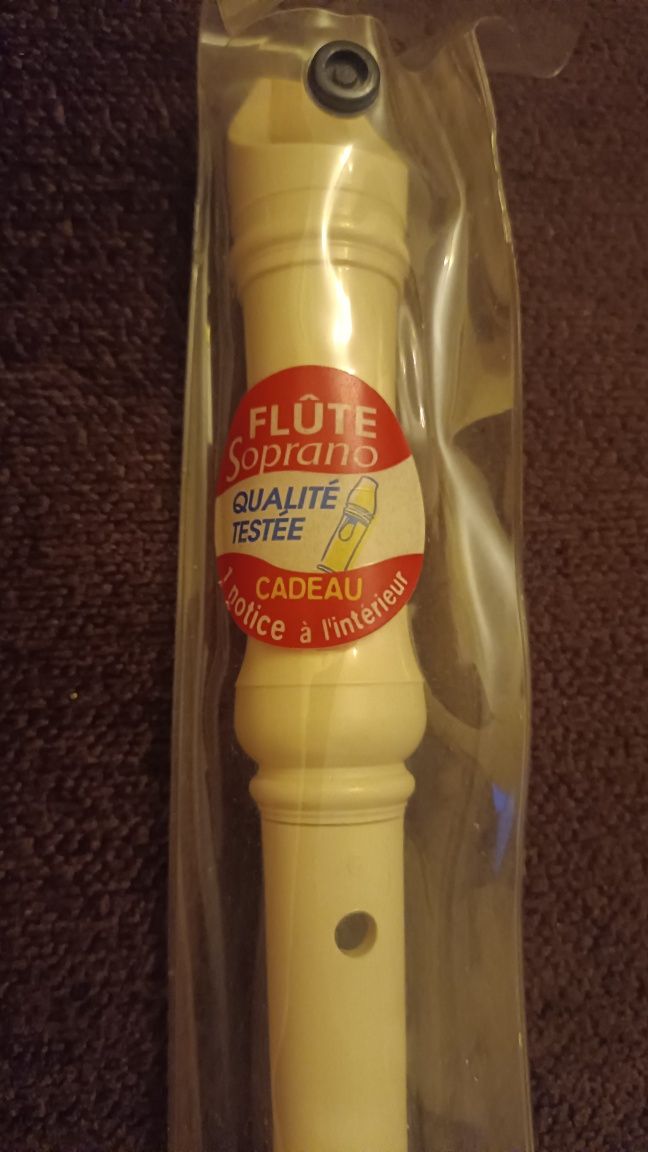 FLÛTE
Soprano
QUALITÉ
TESTÉE
CADEAU
1 notice à l'intérieur